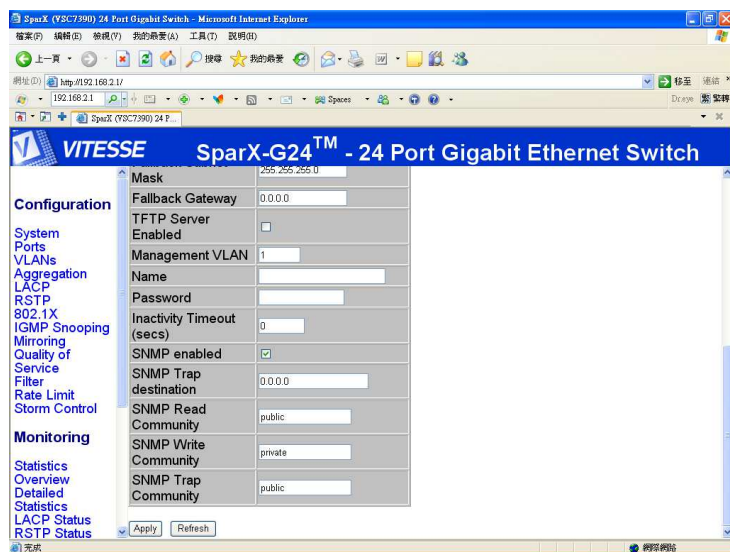 SparX (VSC7390) 24 Port Gigabit Switch - Microsoft Internet Explorer
檔案(F) 編輯(E) 檢視(V) 我的最愛(A) 工具(T) 說明(H)
上一頁 搜尋 我的最愛
網址(D) http://192.168.2.1/ 移至 連結 »
192.168.2.1 Spaces Dr.eye 繁轉
SparX (VSC7390) 24 P...
VITESSE SparX-G24™ - 24 Port Gigabit Ethernet Switch
Configuration
System
Ports
VLANs
Aggregation
LACP
RSTP
802.1X
IGMP Snooping
Mirroring
Quality of
Service
Filter
Rate Limit
Storm Control
Monitoring
Statistics
Overview
Detailed
Statistics
LACP Status
RSTP Status
Mask 255.255.255.0
Fallback Gateway 0.0.0.0
TFTP Server
Enabled
Management VLAN 1
Name
Password
Inactivity Timeout
(secs) 0
SNMP enabled
SNMP Trap
destination 0.0.0.0
SNMP Read
Community public
SNMP Write
Community private
SNMP Trap
Community public
Apply Refresh
完成 網際網路